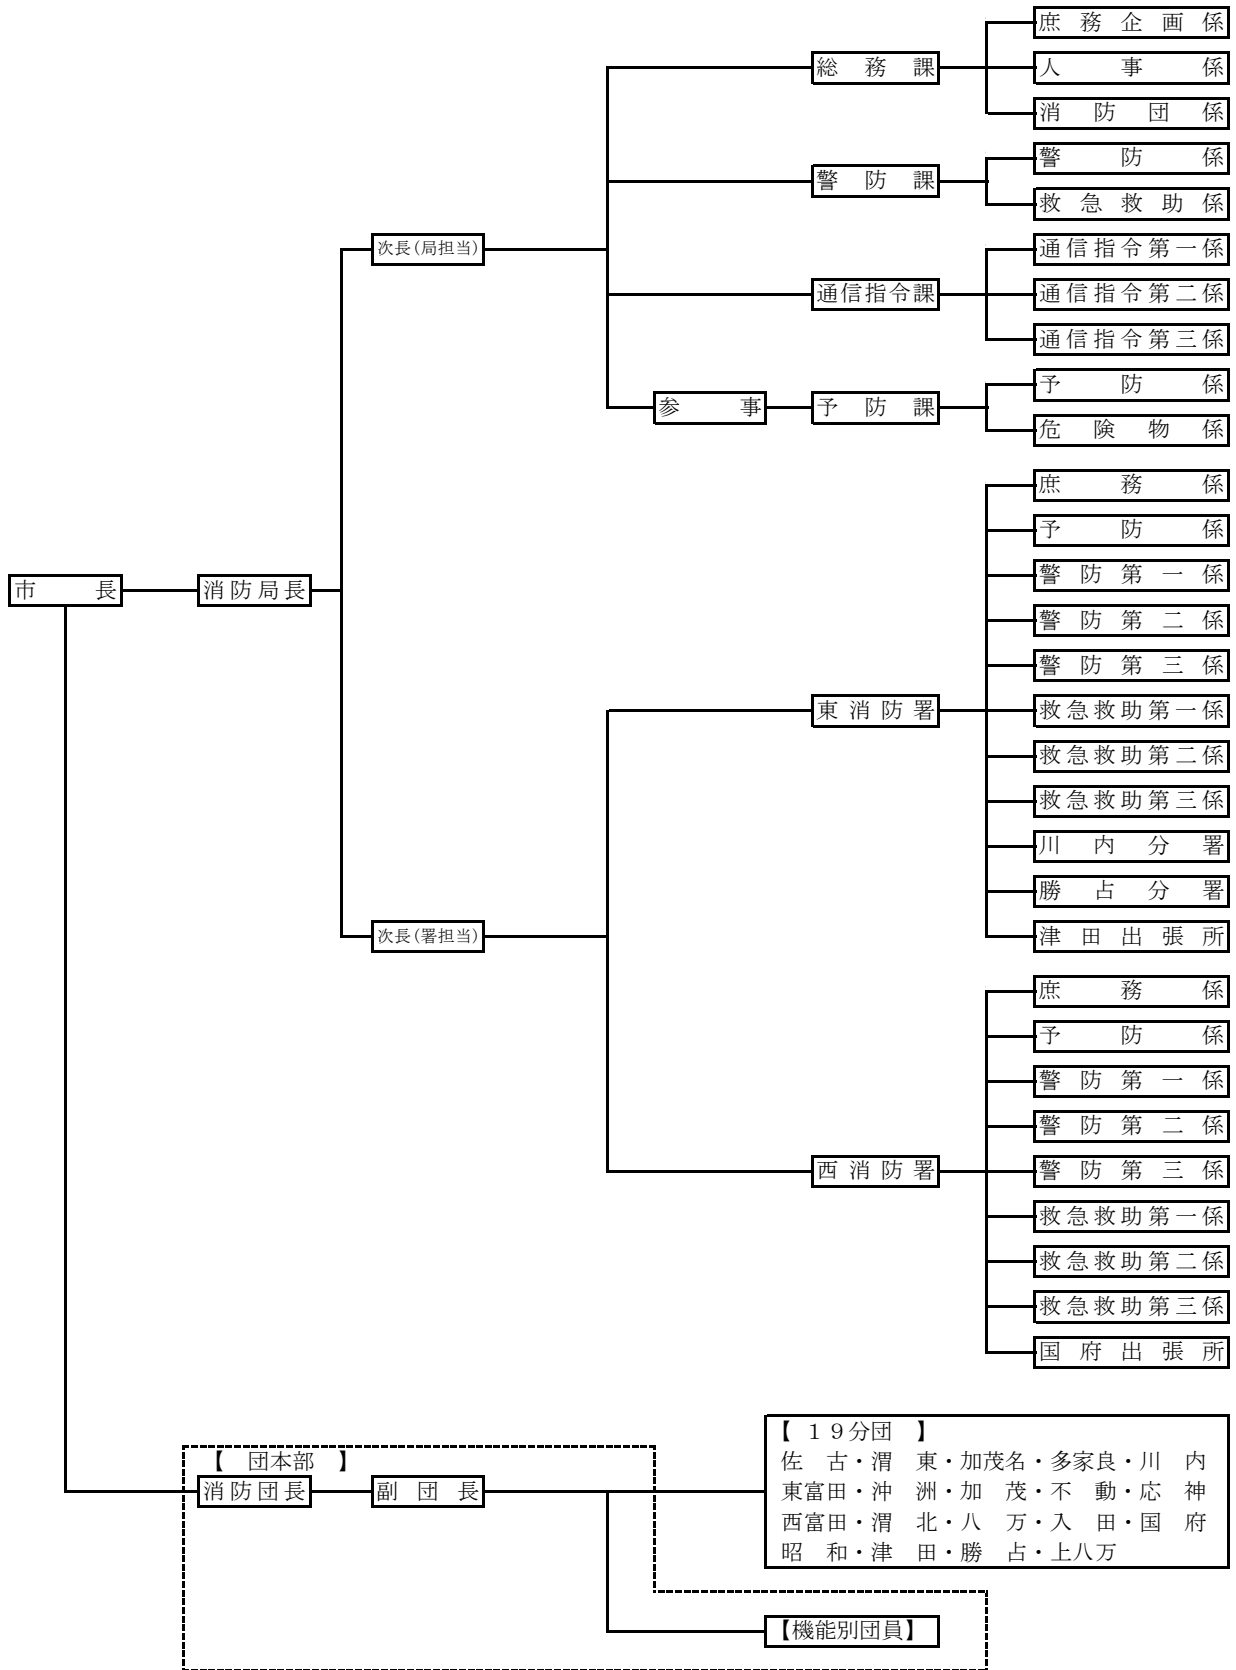 庶務企画係
総務課
人事係
消防団係
警防係
警防課
救急救助係
次長(局担当)
通信指令第一係
通信指令課
通信指令第二係
通信指令第三係
予防係
参事
予防課
危険物係
庶務係
予防係
市長
消防局長
警防第一係
警防第二係
警防第三係
東消防署
救急救助第一係
救急救助第二係
救急救助第三係
川内分署
勝占分署
次長(署担当)
津田出張所
庶務係
予防係
警防第一係
警防第二係
西消防署
警防第三係
救急救助第一係
救急救助第二係
救急救助第三係
国府出張所
【 団本部 】
消防団長
副団長
【 19分団 】
佐 古・渭 東・加茂名・多家良・川 内
東富田・沖 洲・加 茂・不 動・応 神
西富田・渭 北・八 万・入 田・国 府
昭 和・津 田・勝 占・上八万
【機能別団員】